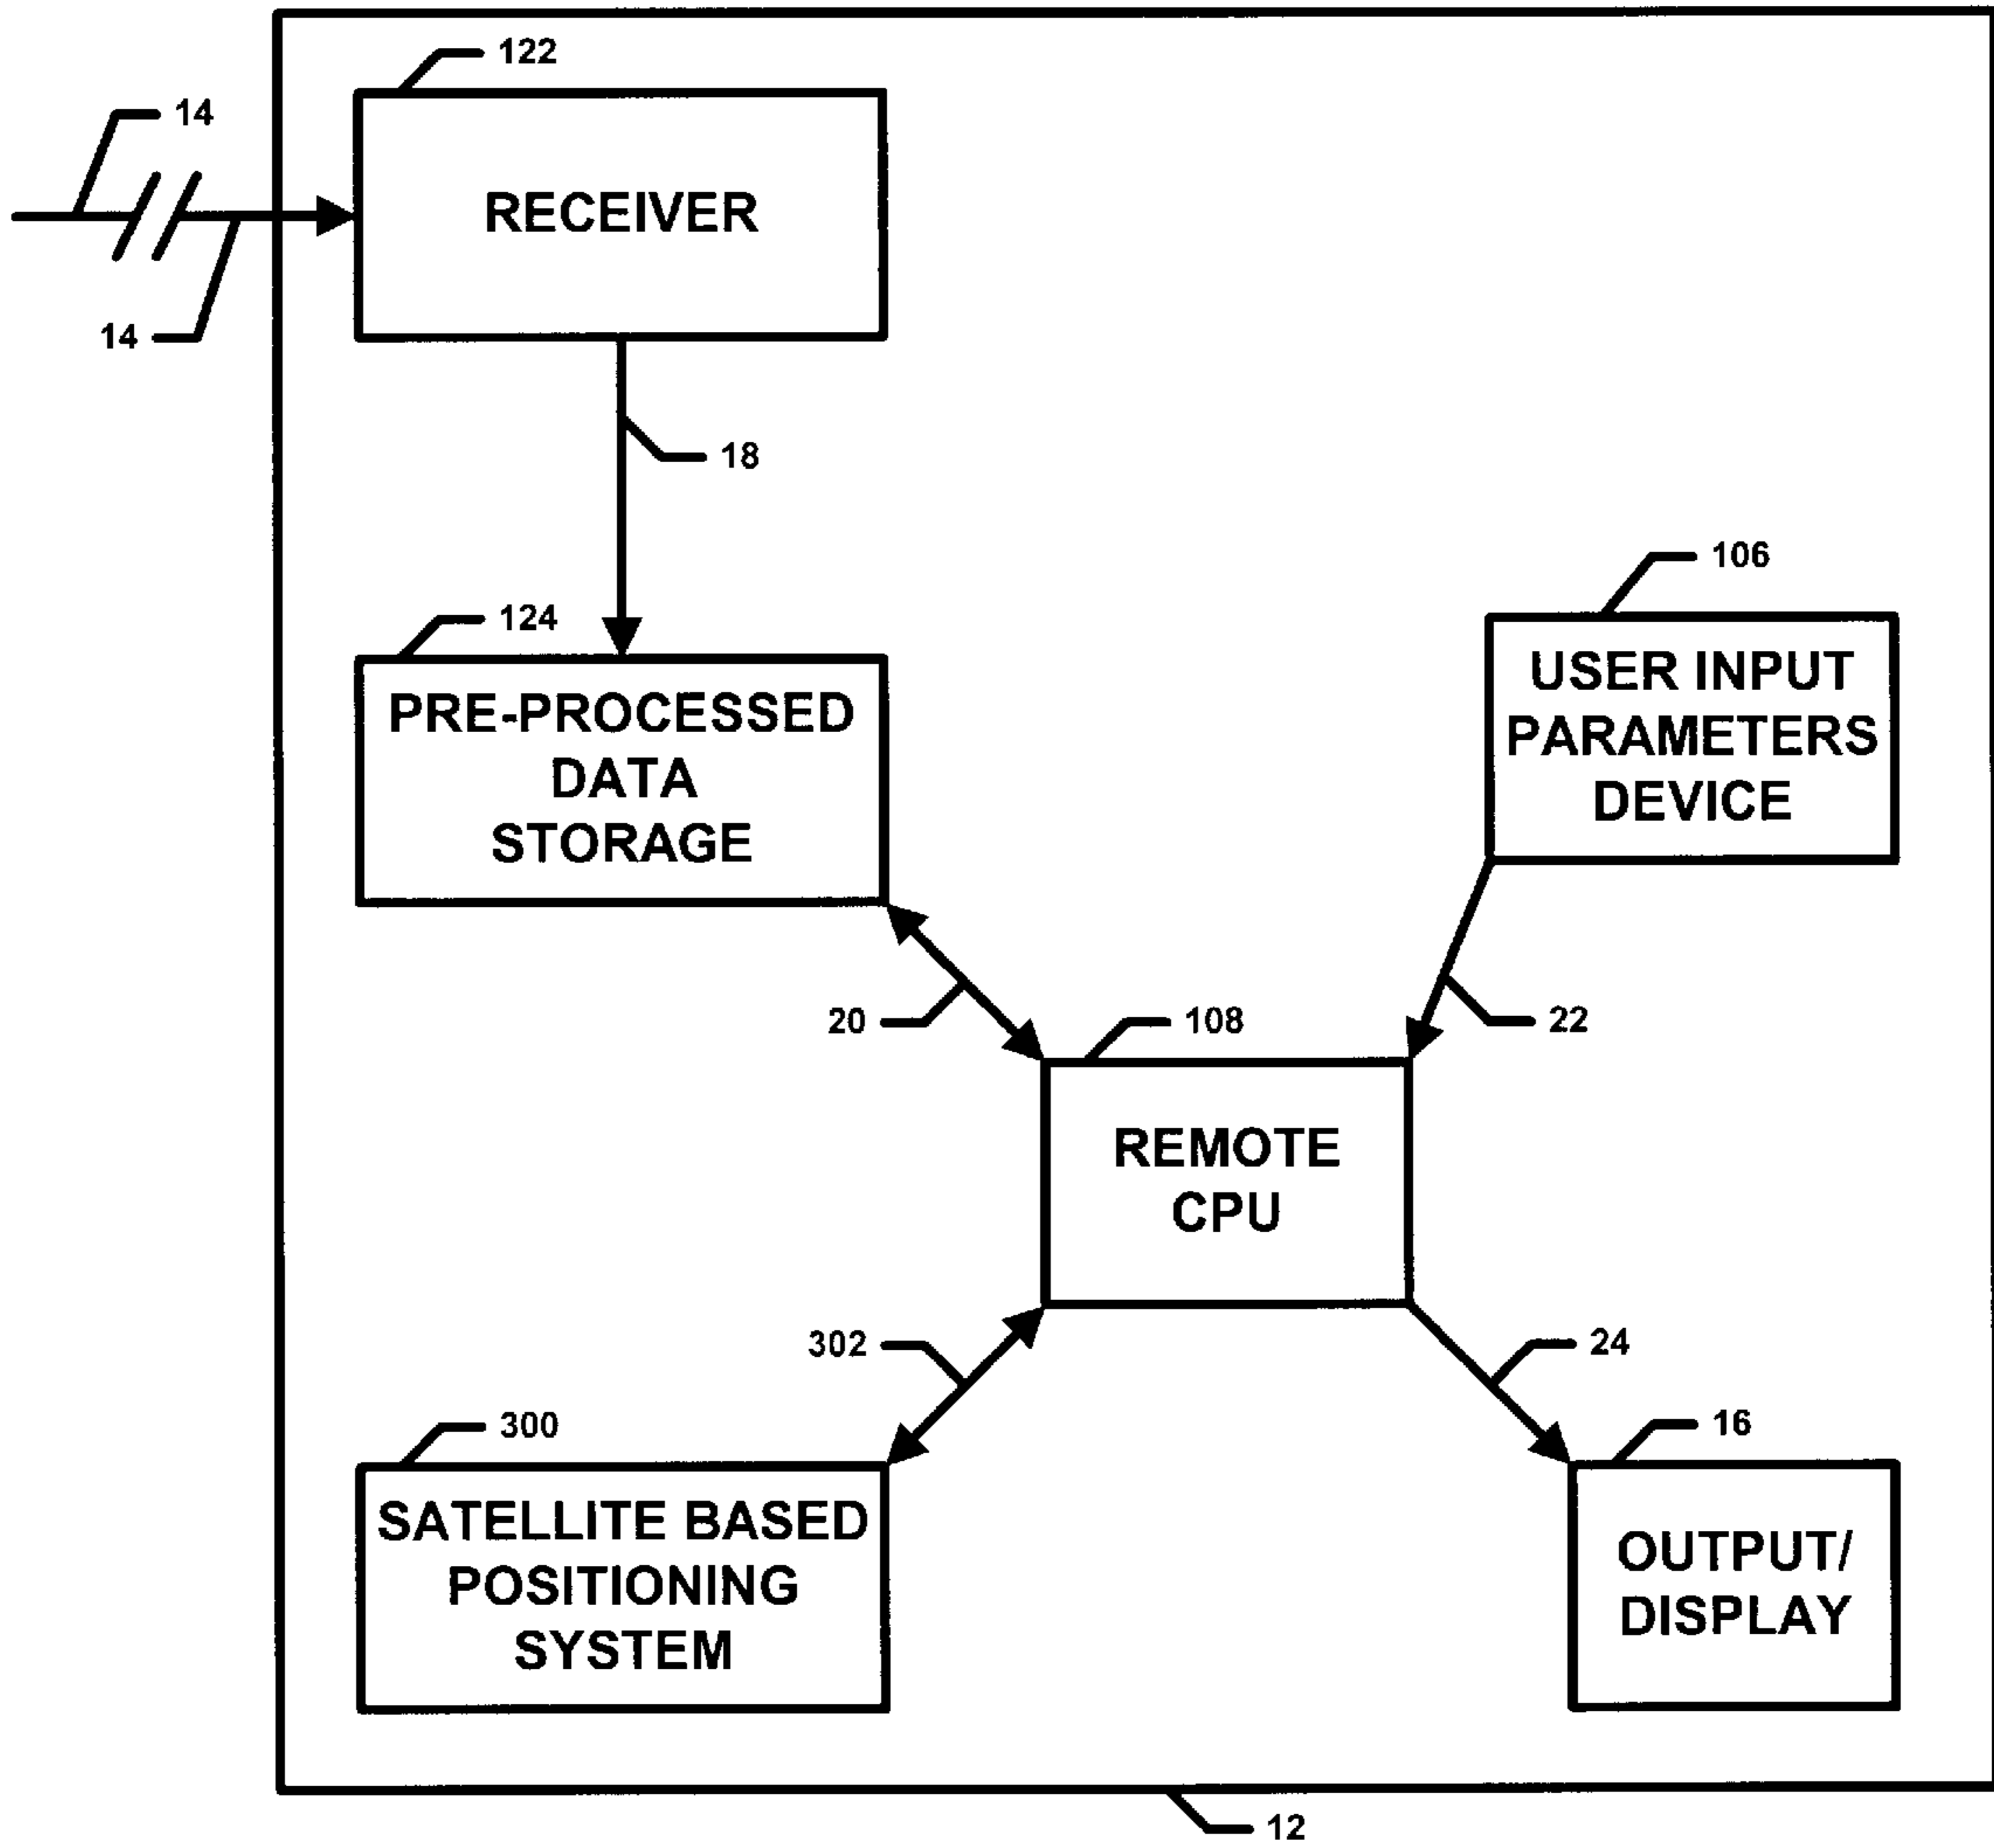 122
14
RECEIVER
14
18
106
124
USER INPUT
PARAMETERS
DEVICE
PRE-PROCESSED
DATA
STORAGE
20
108
22
REMOTE
CPU
302
24
300
16
SATELLITE BASED
POSITIONING
SYSTEM
OUTPUT/
DISPLAY
12